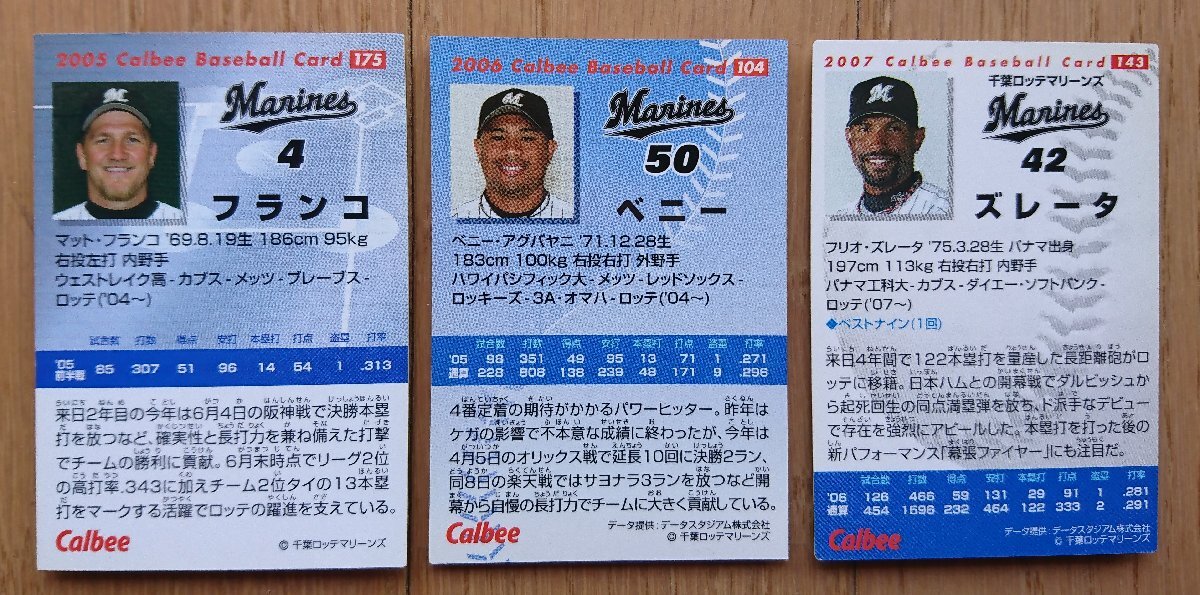 2005 Calbee Baseball Card 175
Marines
4
フランコ
マット・フランコ '69.8.19生 186cm 95kg
右投左打 内野手
ウェストレイク高 - カブス - メッツ - ブレーブス -
ロッテ('04〜)
試合数 打数 得点 安打 本塁打 打点 盗塁 打率
'05前半戦 85 307 51 96 14 54 1 .313
来日2年目の今年は6月4日の阪神戦で決勝本塁
打を放つなど、確実性と長打力を兼ね備えた打撃
でチームの勝利に貢献。6月末時点でリーグ2位
の高打率.343に加えチーム2位タイの13本塁
打をマークする活躍でロッテの躍進を支えている。
Calbee
© 千葉ロッテマリーンズ
2006 Calbee Baseball Card 104
Marines
50
ベニー
ベニー・アグバヤニ '71.12.28生
183cm 100kg 右投右打 外野手
ハワイパシフィック大 - メッツ - レッドソックス -
ロッキーズ - 3A・オマハ - ロッテ('04〜)
試合数 打数 得点 安打 本塁打 打点 盗塁 打率
'05 98 351 49 95 13 71 1 .271
通算 228 808 138 239 48 171 9 .296
4番定着の期待がかかるパワーヒッター。昨年は
ケガの影響で不本意な成績に終わったが、今年は
4月5日のオリックス戦で延長10回に決勝2ラン、
同8日の楽天戦ではサヨナラ3ランを放つなど開
幕から自慢の長打力でチームに大きく貢献している。
データ提供:データスタジアム株式会社
Calbee
© 千葉ロッテマリーンズ
2007 Calbee Baseball Card 143
千葉ロッテマリーンズ
Marines
42
ズレータ
フリオ・ズレータ '75.3.28生 パナマ出身
197cm 113kg 右投右打 内野手
パナマ工科大 - カブス - ダイエー・ソフトバンク -
ロッテ('07〜)
◆ベストナイン(1回)
来日4年間で122本塁打を量産した長距離砲がロ
ッテに移籍。日本ハムとの開幕戦でダルビッシュか
ら起死回生の同点満塁弾を放ち、ド派手なデビュー
で存在を強烈にアピールした。本塁打を打った後の
新パフォーマンス「幕張ファイヤー」にも注目だ。
試合数 打数 得点 安打 本塁打 打点 盗塁 打率
'06 126 466 59 131 29 91 1 .281
通算 454 1596 232 464 122 333 2 .291
データ提供:データスタジアム株式会社
Calbee
© 千葉ロッテマリーンズ